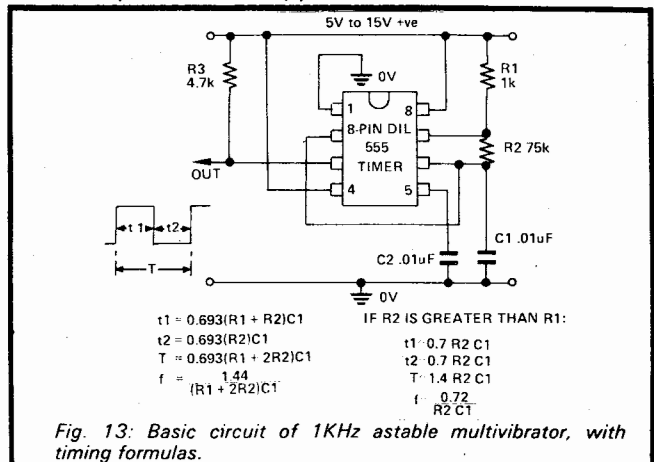 5V to 15V +ve
R3
4.7k
0V
R1
1k
1
8
8-PIN DIL
555
TIMER
R2 75k
OUT
4
5
t1
t2
T
C2 .01uF
C1 .01uF
0V
t1 = 0.693(R1 + R2)C1
t2 = 0.693(R2)C1
T = 0.693(R1 + 2R2)C1
f = 1.44
(R1 + 2R2)C1
IF R2 IS GREATER THAN R1:
t1 0.7 R2 C1
t2 0.7 R2 C1
T 1.4 R2 C1
f 0.72
R2 C1
Fig. 13: Basic circuit of 1KHz astable multivibrator, with
timing formulas.